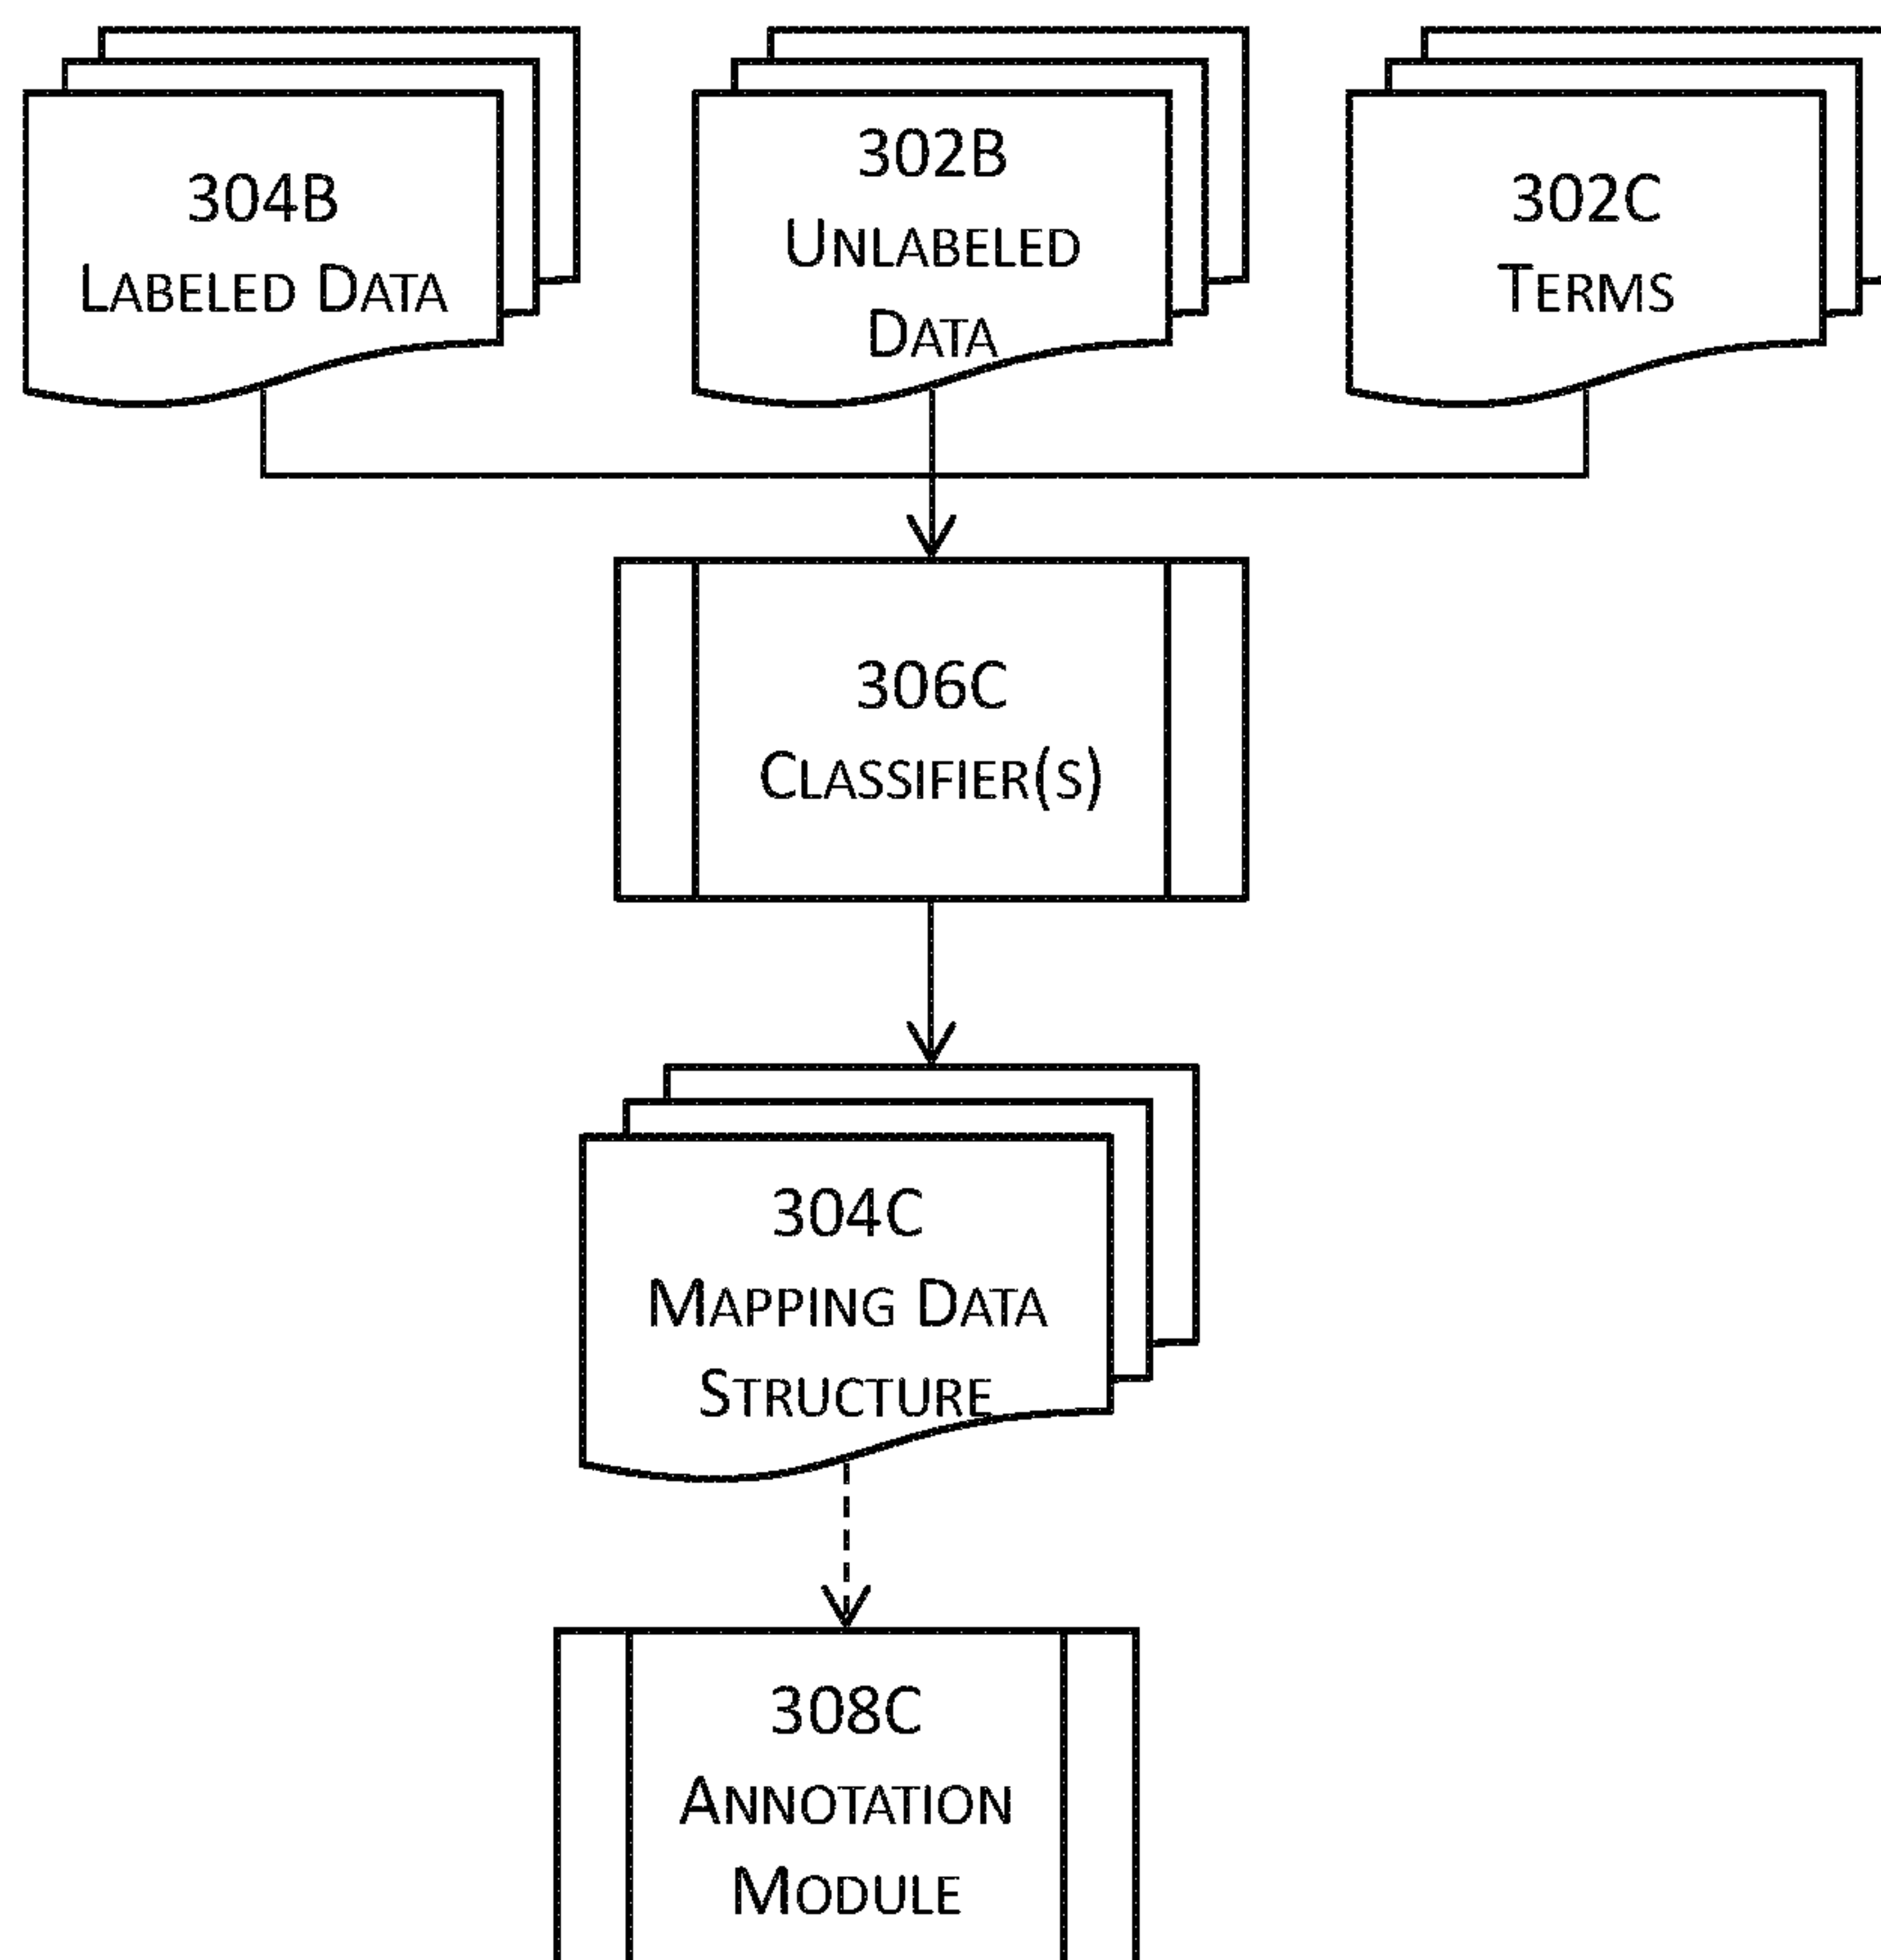 304B
LABELED DATA
302B
UNLABELED
DATA
302C
TERMS
306C
CLASSIFIER(S)
304C
MAPPING DATA
STRUCTURE
308C
ANNOTATION
MODULE